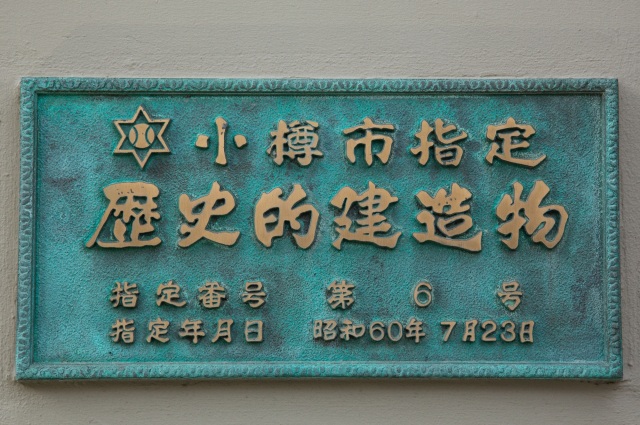 小樽市指定
歴史的建造物
指定番号 第6号
指定年月日 昭和60年7月23日